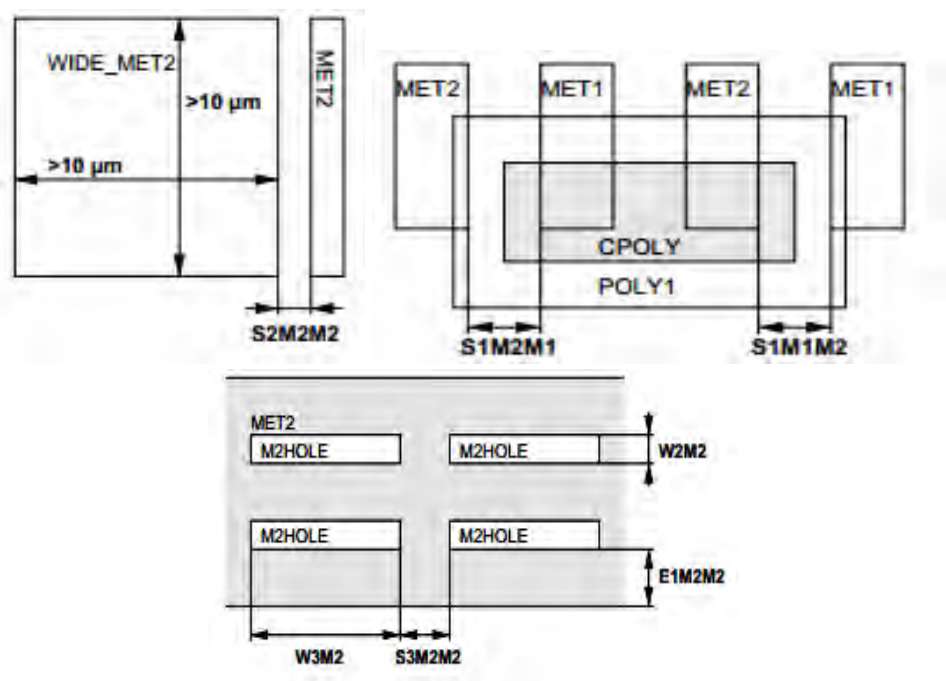 WIDE_MET2
>10 µm
>10 µm
MET2
S2M2M2
MET2
MET1
MET2
MET1
CPOLY
POLY1
S1M2M1
S1M1M2
MET2
M2HOLE
M2HOLE
W2M2
M2HOLE
M2HOLE
E1M2M2
W3M2
S3M2M2